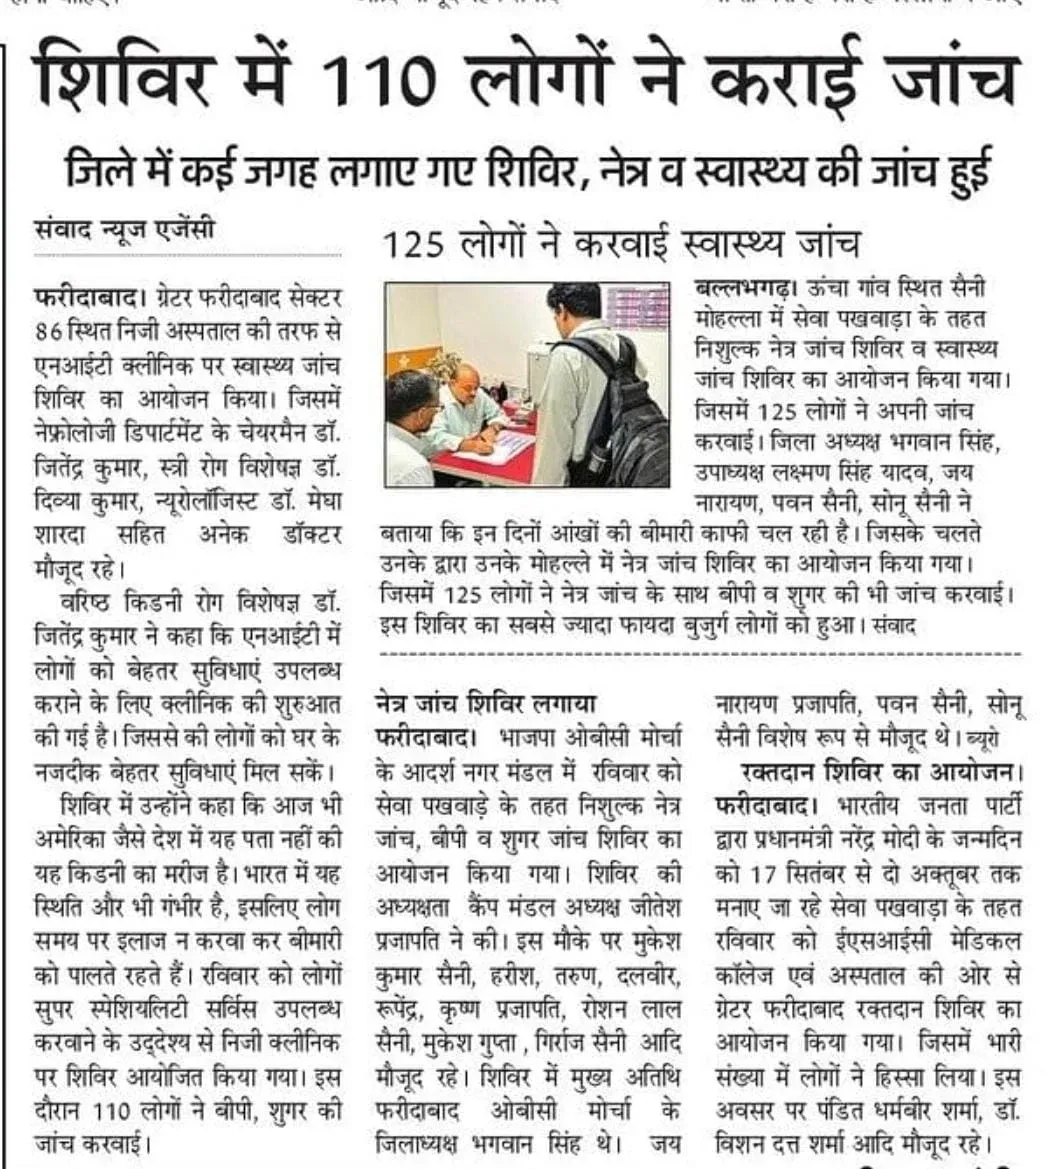 शिविर में 110 लोगों ने कराई जांच
जिले में कई जगह लगाए गए शिविर, नेत्र व स्वास्थ्य की जांच हुई
संवाद न्यूज एजेंसी
फरीदाबाद। ग्रेटर फरीदाबाद सेक्टर
86 स्थित निजी अस्पताल की तरफ से
एनआईटी क्लीनिक पर स्वास्थ्य जांच
शिविर का आयोजन किया। जिसमें
नेफ्रोलोजी डिपार्टमेंट के चेयरमैन डॉ.
जितेंद्र कुमार, स्त्री रोग विशेषज्ञ डॉ.
दिव्या कुमार, न्यूरोलॉजिस्ट डॉ. मेघा
शारदा सहित अनेक डॉक्टर
मौजूद रहे।
वरिष्ठ किडनी रोग विशेषज्ञ डॉ.
जितेंद्र कुमार ने कहा कि एनआईटी में
लोगों को बेहतर सुविधाएं उपलब्ध
कराने के लिए क्लीनिक की शुरुआत
की गई है। जिससे की लोगों को घर के
नजदीक बेहतर सुविधाएं मिल सकें।
शिविर में उन्होंने कहा कि आज भी
अमेरिका जैसे देश में यह पता नहीं की
यह किडनी का मरीज है। भारत में यह
स्थिति और भी गंभीर है, इसलिए लोग
समय पर इलाज न करवा कर बीमारी
को पालते रहते हैं। रविवार को लोगों
सुपर स्पेशियलिटी सर्विस उपलब्ध
करवाने के उद्देश्य से निजी क्लीनिक
पर शिविर आयोजित किया गया। इस
दौरान 110 लोगों ने बीपी, शुगर की
जांच करवाई।
125 लोगों ने करवाई स्वास्थ्य जांच
बल्लभगढ़। ऊंचा गांव स्थित सैनी
मोहल्ला में सेवा पखवाड़ा के तहत
निशुल्क नेत्र जांच शिविर व स्वास्थ्य
जांच शिविर का आयोजन किया गया।
जिसमें 125 लोगों ने अपनी जांच
करवाई। जिला अध्यक्ष भगवान सिंह,
उपाध्यक्ष लक्ष्मण सिंह यादव, जय
नारायण, पवन सैनी, सोनू सैनी ने
बताया कि इन दिनों आंखों की बीमारी काफी चल रही है। जिसके चलते
उनके द्वारा उनके मोहल्ले में नेत्र जांच शिविर का आयोजन किया गया।
जिसमें 125 लोगों ने नेत्र जांच के साथ बीपी व शुगर की भी जांच करवाई।
इस शिविर का सबसे ज्यादा फायदा बुजुर्ग लोगों को हुआ। संवाद
नेत्र जांच शिविर लगाया
फरीदाबाद। भाजपा ओबीसी मोर्चा
के आदर्श नगर मंडल में रविवार को
सेवा पखवाड़े के तहत निशुल्क नेत्र
जांच, बीपी व शुगर जांच शिविर का
आयोजन किया गया। शिविर की
अध्यक्षता कैंप मंडल अध्यक्ष जीतेश
प्रजापति ने की। इस मौके पर मुकेश
कुमार सैनी, हरीश, तरुण, दलवीर,
रूपेंद्र, कृष्ण प्रजापति, रोशन लाल
सैनी, मुकेश गुप्ता , गिर्राज सैनी आदि
मौजूद रहे। शिविर में मुख्य अतिथि
फरीदाबाद ओबीसी मोर्चा के
जिलाध्यक्ष भगवान सिंह थे। जय
नारायण प्रजापति, पवन सैनी, सोनू
सैनी विशेष रूप से मौजूद थे। ब्यूरो
रक्तदान शिविर का आयोजन।
फरीदाबाद। भारतीय जनता पार्टी
द्वारा प्रधानमंत्री नरेंद्र मोदी के जन्मदिन
को 17 सितंबर से दो अक्तूबर तक
मनाए जा रहे सेवा पखवाड़ा के तहत
रविवार को ईएसआईसी मेडिकल
कॉलेज एवं अस्पताल की ओर से
ग्रेटर फरीदाबाद रक्तदान शिविर का
आयोजन किया गया। जिसमें भारी
संख्या में लोगों ने हिस्सा लिया। इस
अवसर पर पंडित धर्मबीर शर्मा, डॉ.
विशन दत्त शर्मा आदि मौजूद रहे।